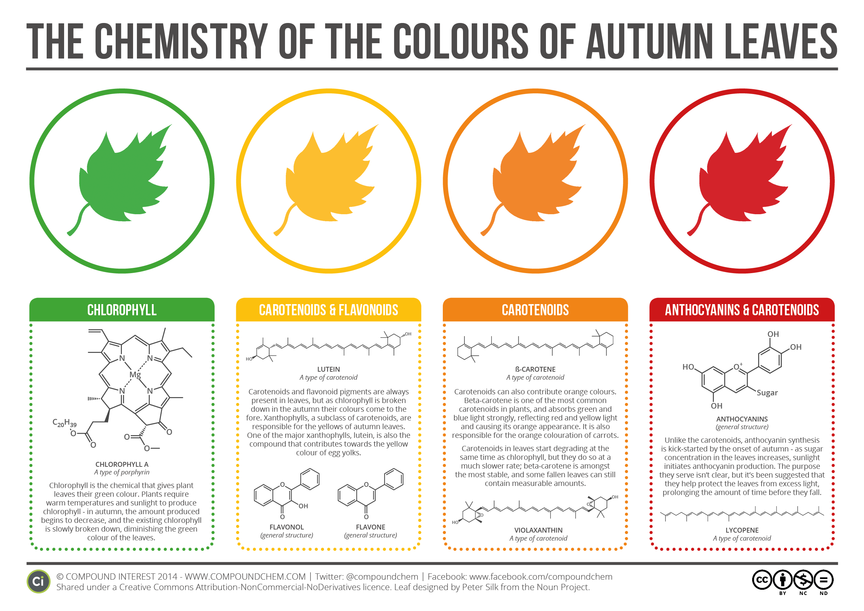 THE CHEMISTRY OF THE COLOURS OF AUTUMN LEAVES
CHLOROPHYLL
N
N
Mg
N
N
C20H39
O
O
O
O
O
CHLOROPHYLL A
A type of porphyrin
Chlorophyll is the chemical that gives plant
leaves their green colour. Plants require
warm temperatures and sunlight to produce
chlorophyll - in autumn, the amount produced
begins to decrease, and the existing chlorophyll
is slowly broken down, diminishing the green
colour of the leaves.
CAROTENOIDS & FLAVONOIDS
OH
HO
LUTEIN
A type of carotenoid
Carotenoids and flavonoid pigments are always
present in leaves, but as chlorophyll is broken
down in the autumn their colours come to the
fore. Xanthophylls, a subclass of carotenoids, are
responsible for the yellows of autumn leaves.
One of the major xanthophylls, lutein, is also the
compound that contributes towards the yellow
colour of egg yolks.
O
OH
O
FLAVONOL
(general structure)
O
O
FLAVONE
(general structure)
CAROTENOIDS
ß-CAROTENE
A type of carotenoid
Carotenoids can also contribute orange colours.
Beta-carotene is one of the most common
carotenoids in plants, and absorbs green and
blue light strongly, reflecting red and yellow light
and causing its orange appearance. It is also
responsible for the orange colouration of carrots.
Carotenoids in leaves start degrading at the
same time as chlorophyll, but they do so at a
much slower rate; beta-carotene is amongst
the most stable, and some fallen leaves can still
contain measurable amounts.
OH
O
O
HO
VIOLAXANTHIN
A type of carotenoid
ANTHOCYANINS & CAROTENOIDS
OH
OH
HO
O+
Sugar
OH
ANTHOCYANINS
(general structure)
Unlike the carotenoids, anthocyanin synthesis
is kick-started by the onset of autumn - as sugar
concentration in the leaves increases, sunlight
initiates anthocyanin production. The purpose
they serve isn't clear, but it's been suggested that
they help protect the leaves from excess light,
prolonging the amount of time before they fall.
LYCOPENE
A type of carotenoid
Ci
© COMPOUND INTEREST 2014 - WWW.COMPOUNDCHEM.COM | Twitter: @compoundchem | Facebook: www.facebook.com/compoundchem
Shared under a Creative Commons Attribution-NonCommercial-NoDerivatives licence. Leaf designed by Peter Silk from the Noun Project.
cc
BY NC ND